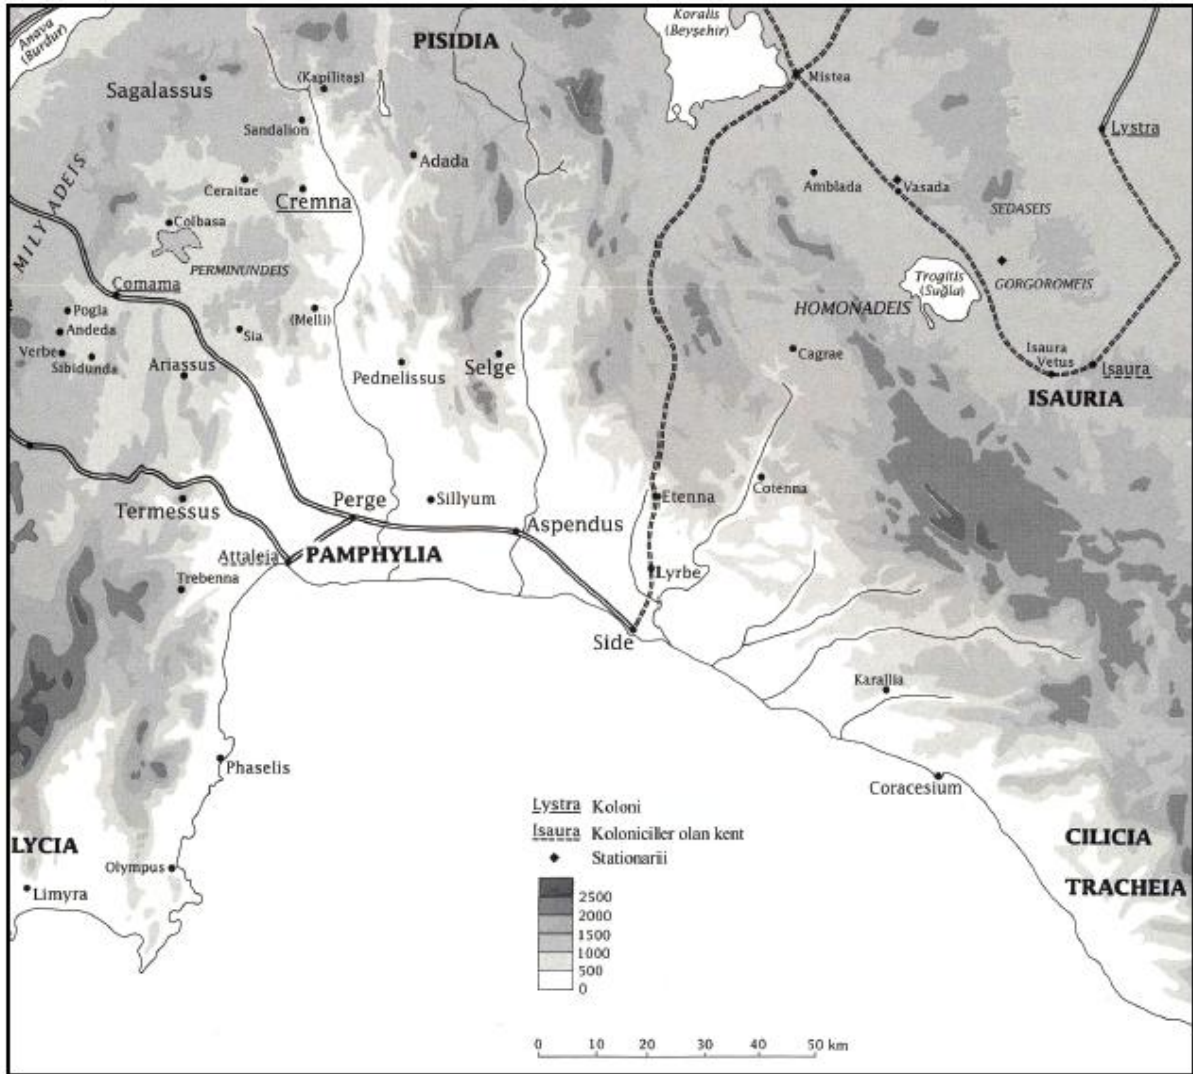 Anava
(Burdur)
PISIDIA
Koralis
(Beyşehir)
Mistea
Sagalassus
(Kapilitaş)
Sandalion
Lystra
Adada
MILYADEIS
Ceraitae
Cremna
Amblada
Vasada
SEDASEIS
Colbasa
PERMINUNDEIS
Trogitis
(Suğla)
GORGOROMEIS
Comama
HOMONADEIS
Pogla
(Melli)
Andeda
Sia
Verbe
Sibidunda
Ariassus
Pednelissus
Selge
Cagrae
Isaura
Vetus
Isaura
ISAURIA
Termessus
Perge
Sillyum
Etenna
Cotenna
Aspendus
Attaleia
PAMPHYLIA
Trebenna
Lyrbe
Side
Karallia
Phaselis
Coracesium
Lystra Koloni
Isaura Koloniciller olan kent
Stationarii
LYCIA
Olympus
Limyra
CILICIA
TRACHEIA
2500
2000
1500
1000
500
0
0 10 20 30 40 50 km